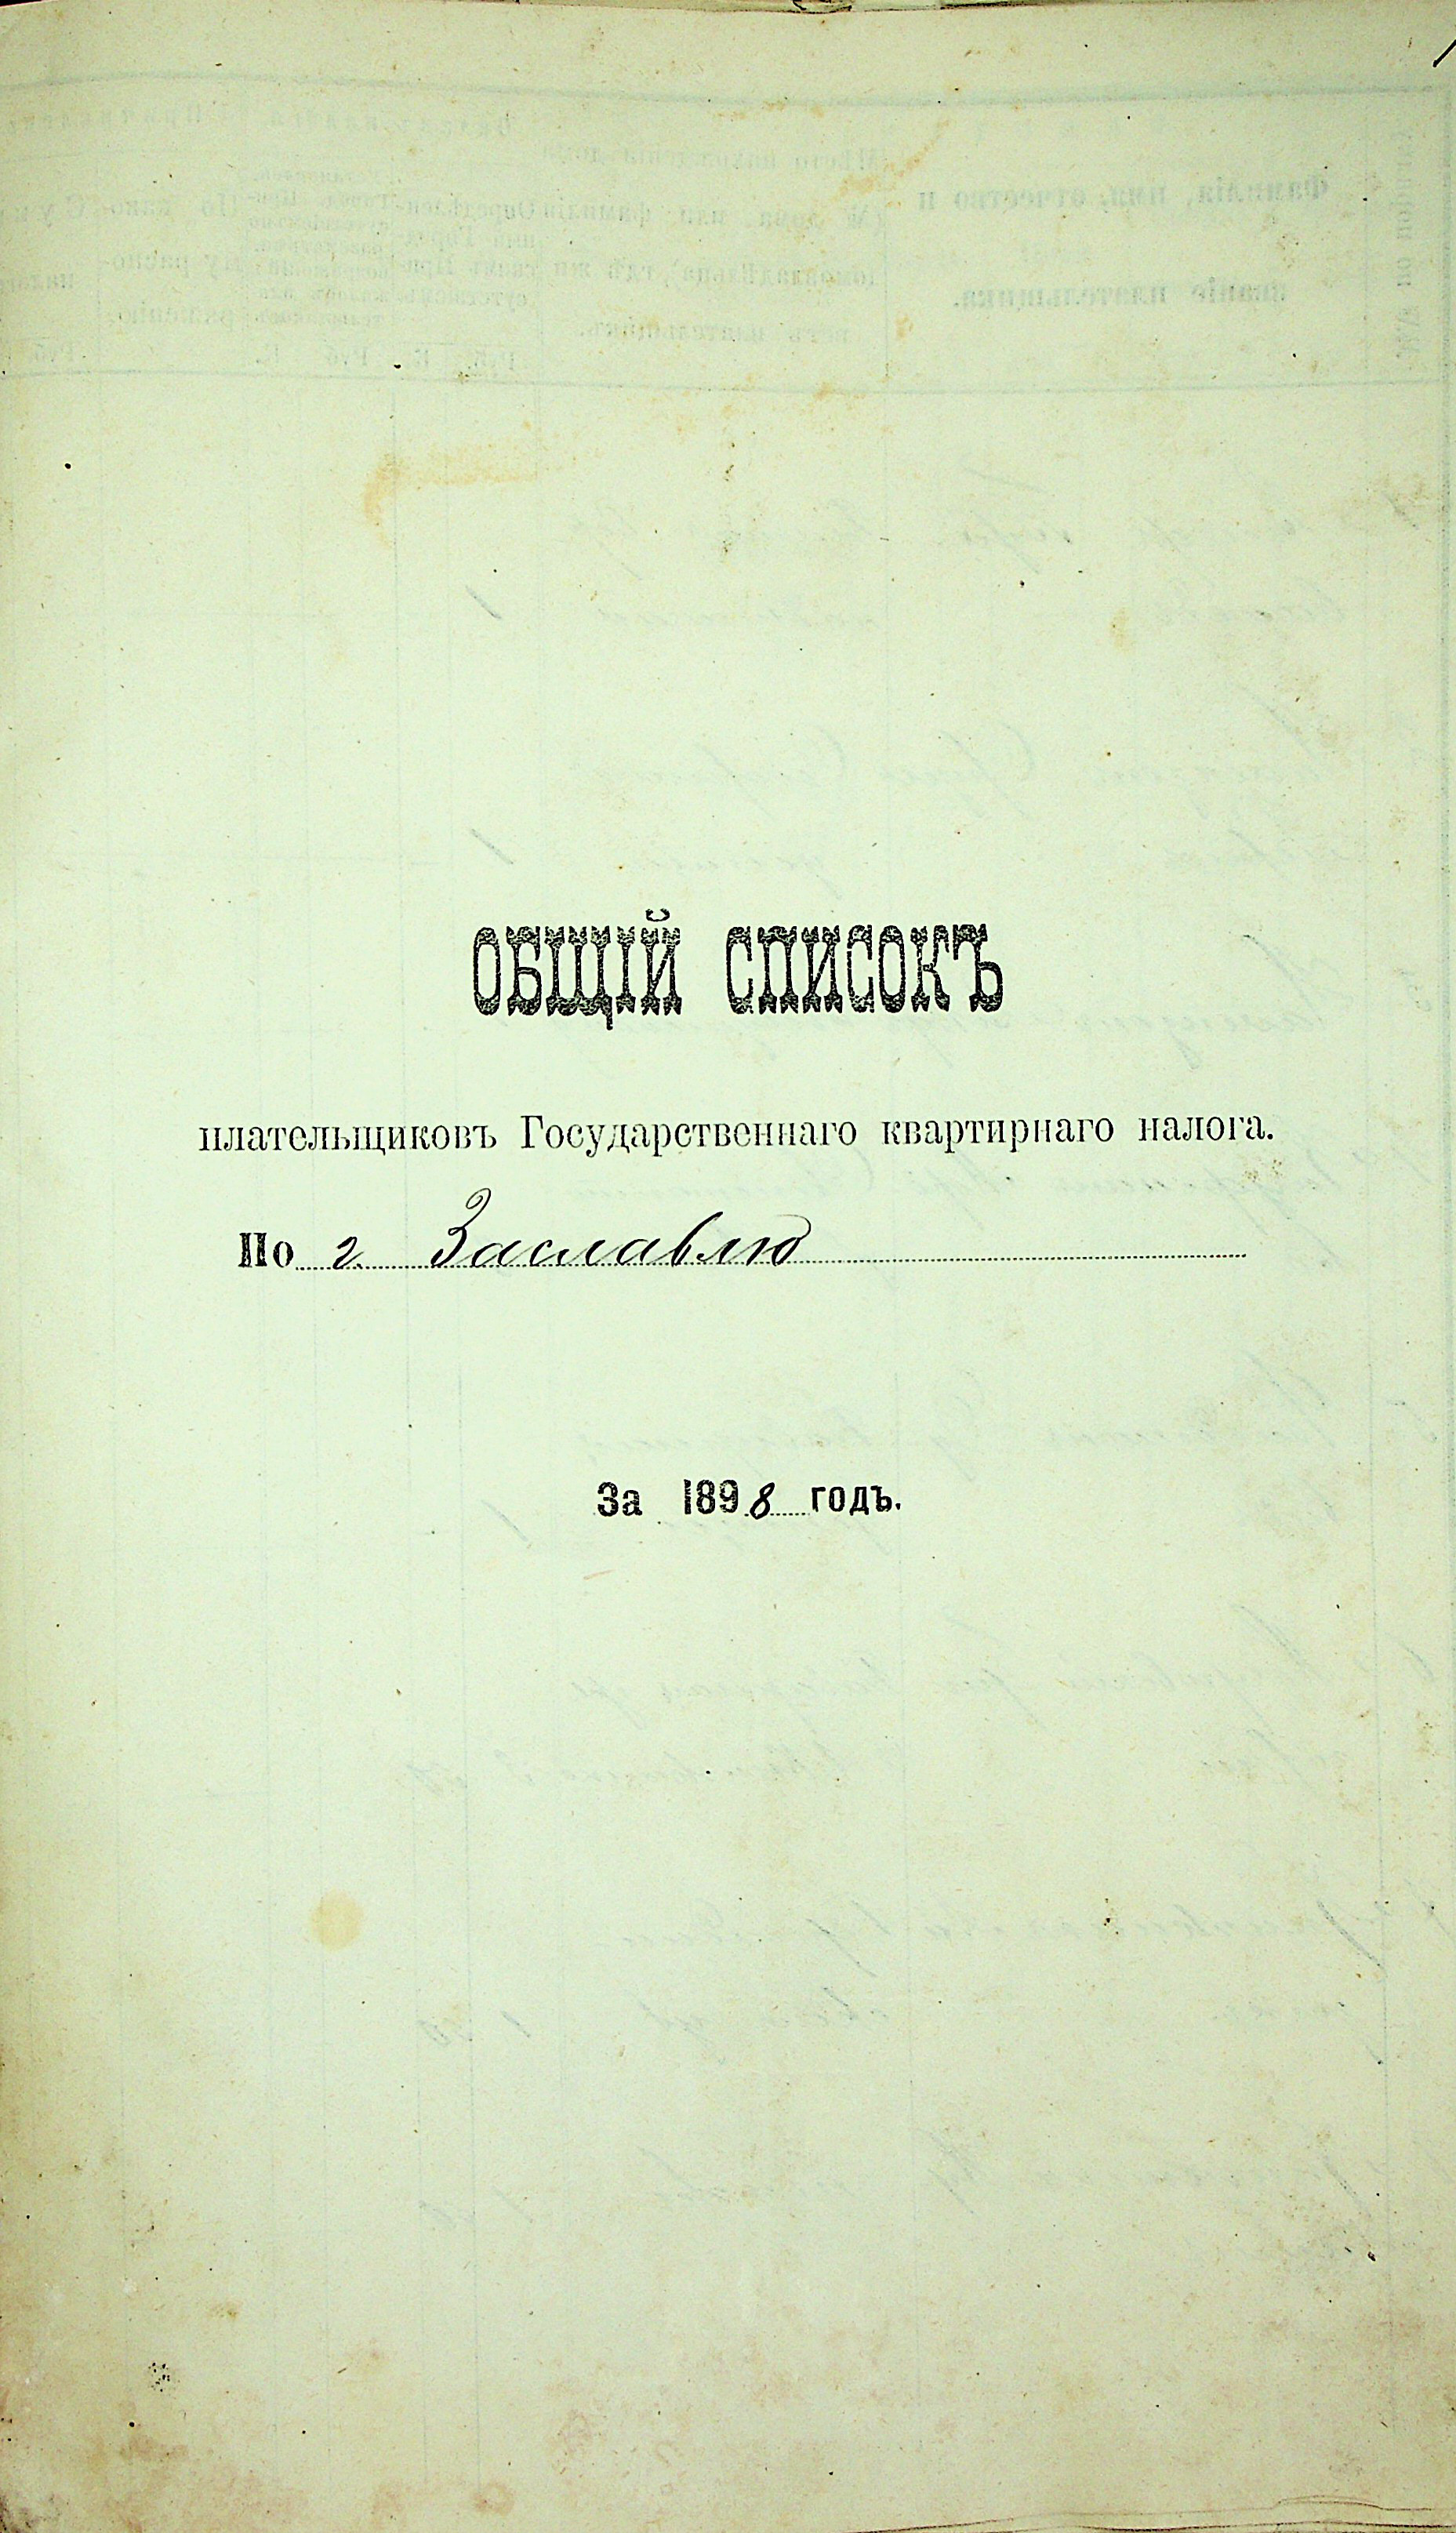 ОБЩІЙ СПИСОКЪ
плательщиковъ Государственнаго квартирнаго налога.
По г. Заславлю
За 1898 годъ.